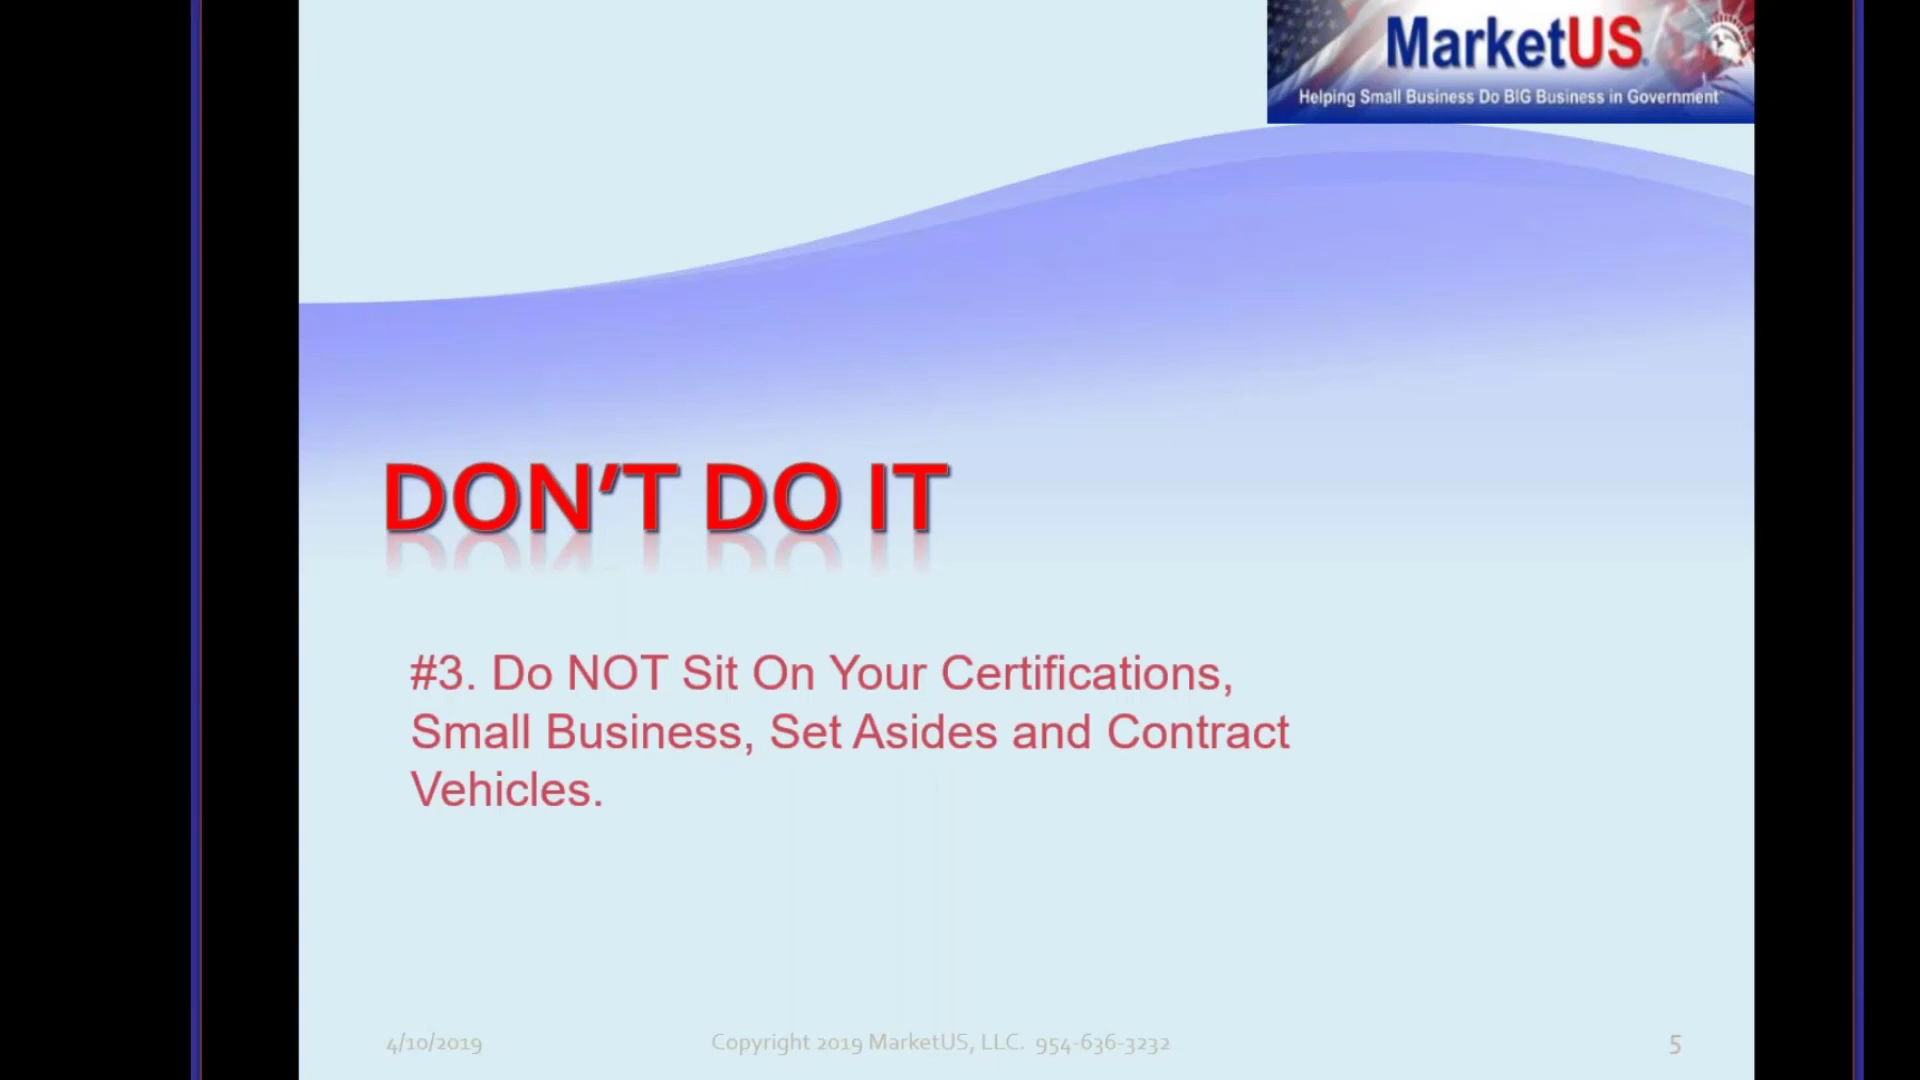 MarketUS
Helping Small Business Do BIG Business in Government
DON'T DO IT
#3. Do NOT Sit On Your Certifications,
Small Business, Set Asides and Contract
Vehicles.
4/10/2019 Copyright 2019 MarketUS, LLC. 954-636-3232 5